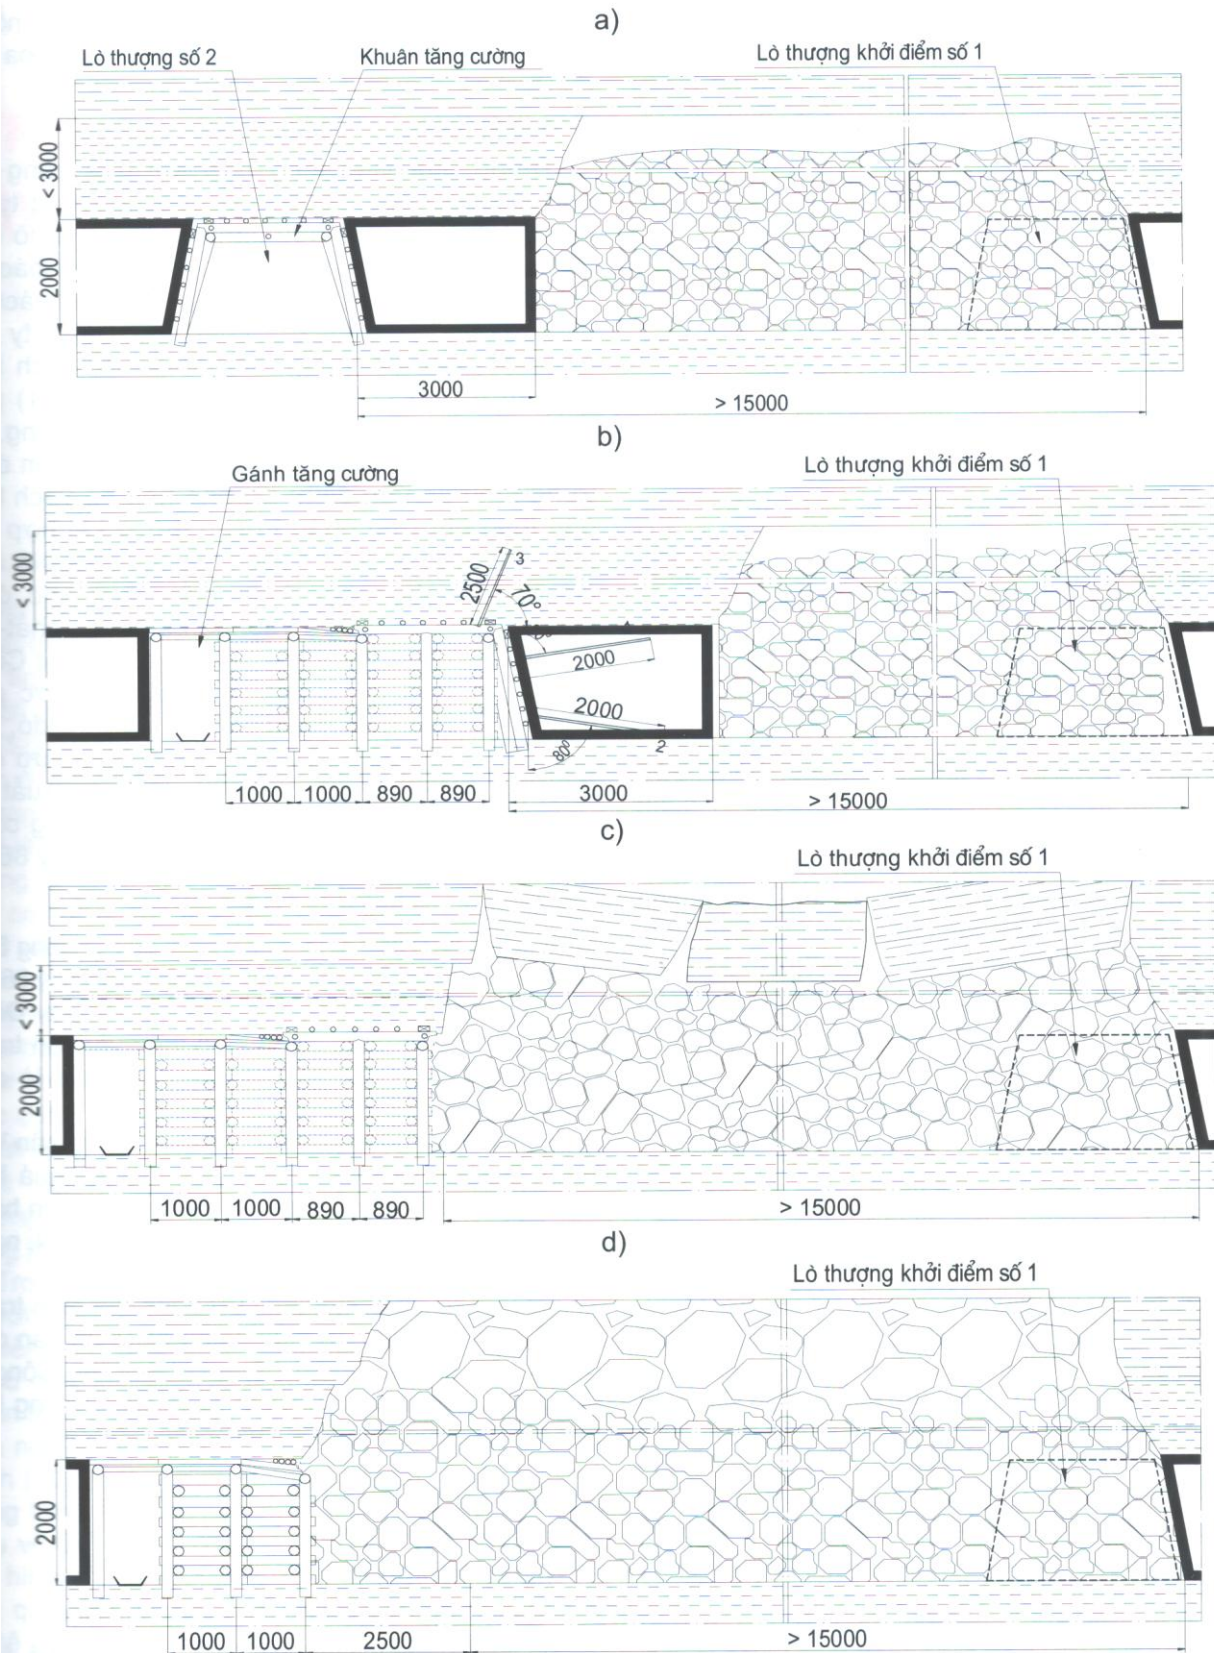 a)
Lò thượng số 2
Khuân tăng cường
Lò thượng khởi điểm số 1
< 3000
2000
3000
> 15000
b)
Gánh tăng cường
Lò thượng khởi điểm số 1
< 3000
2500
3
70°
2000
2000
80°
2
1000
1000
890
890
3000
> 15000
c)
Lò thượng khởi điểm số 1
< 3000
2000
1000
1000
890
890
> 15000
d)
Lò thượng khởi điểm số 1
2000
1000
1000
2500
> 15000